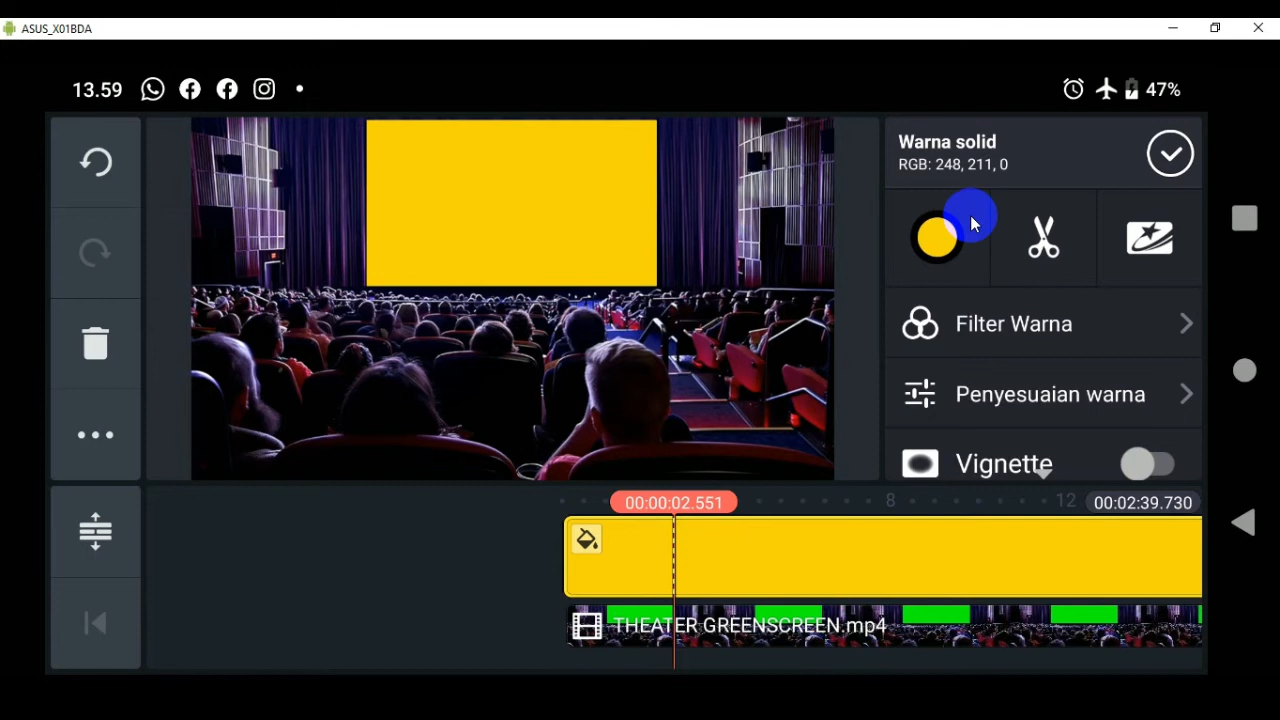 ASUS_X01BDA
13.59
47%
Warna solid
RGB: 248, 211, 0
Filter Warna
Penyesuaian warna
Vignette
00:00:02.551
8
12
00:02:39.730
THEATER GREENSCREEN.mp4